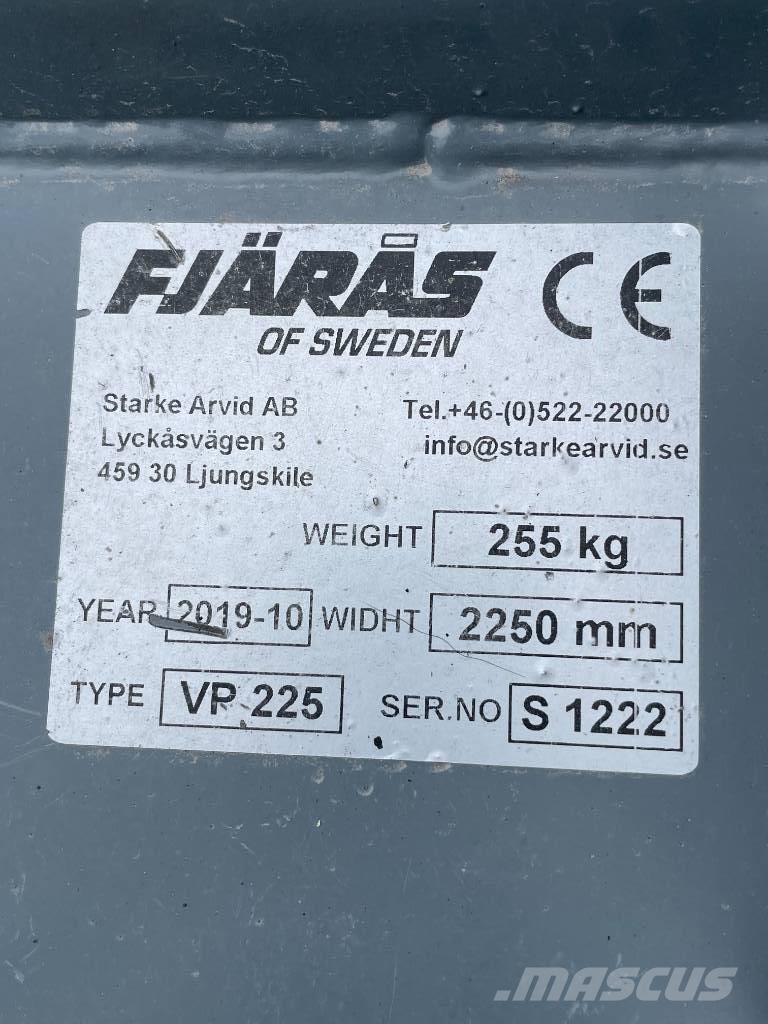 FJÄRÅS
OF SWEDEN
CE
Starke Arvid AB
Lyckåsvägen 3
459 30 Ljungskile
Tel.+46-(0)522-22000
info@starkearvid.se
WEIGHT 255 kg
YEAR 2019-10 WIDHT 2250 mm
TYPE VP 225 SER.NO S 1222
MASCUS